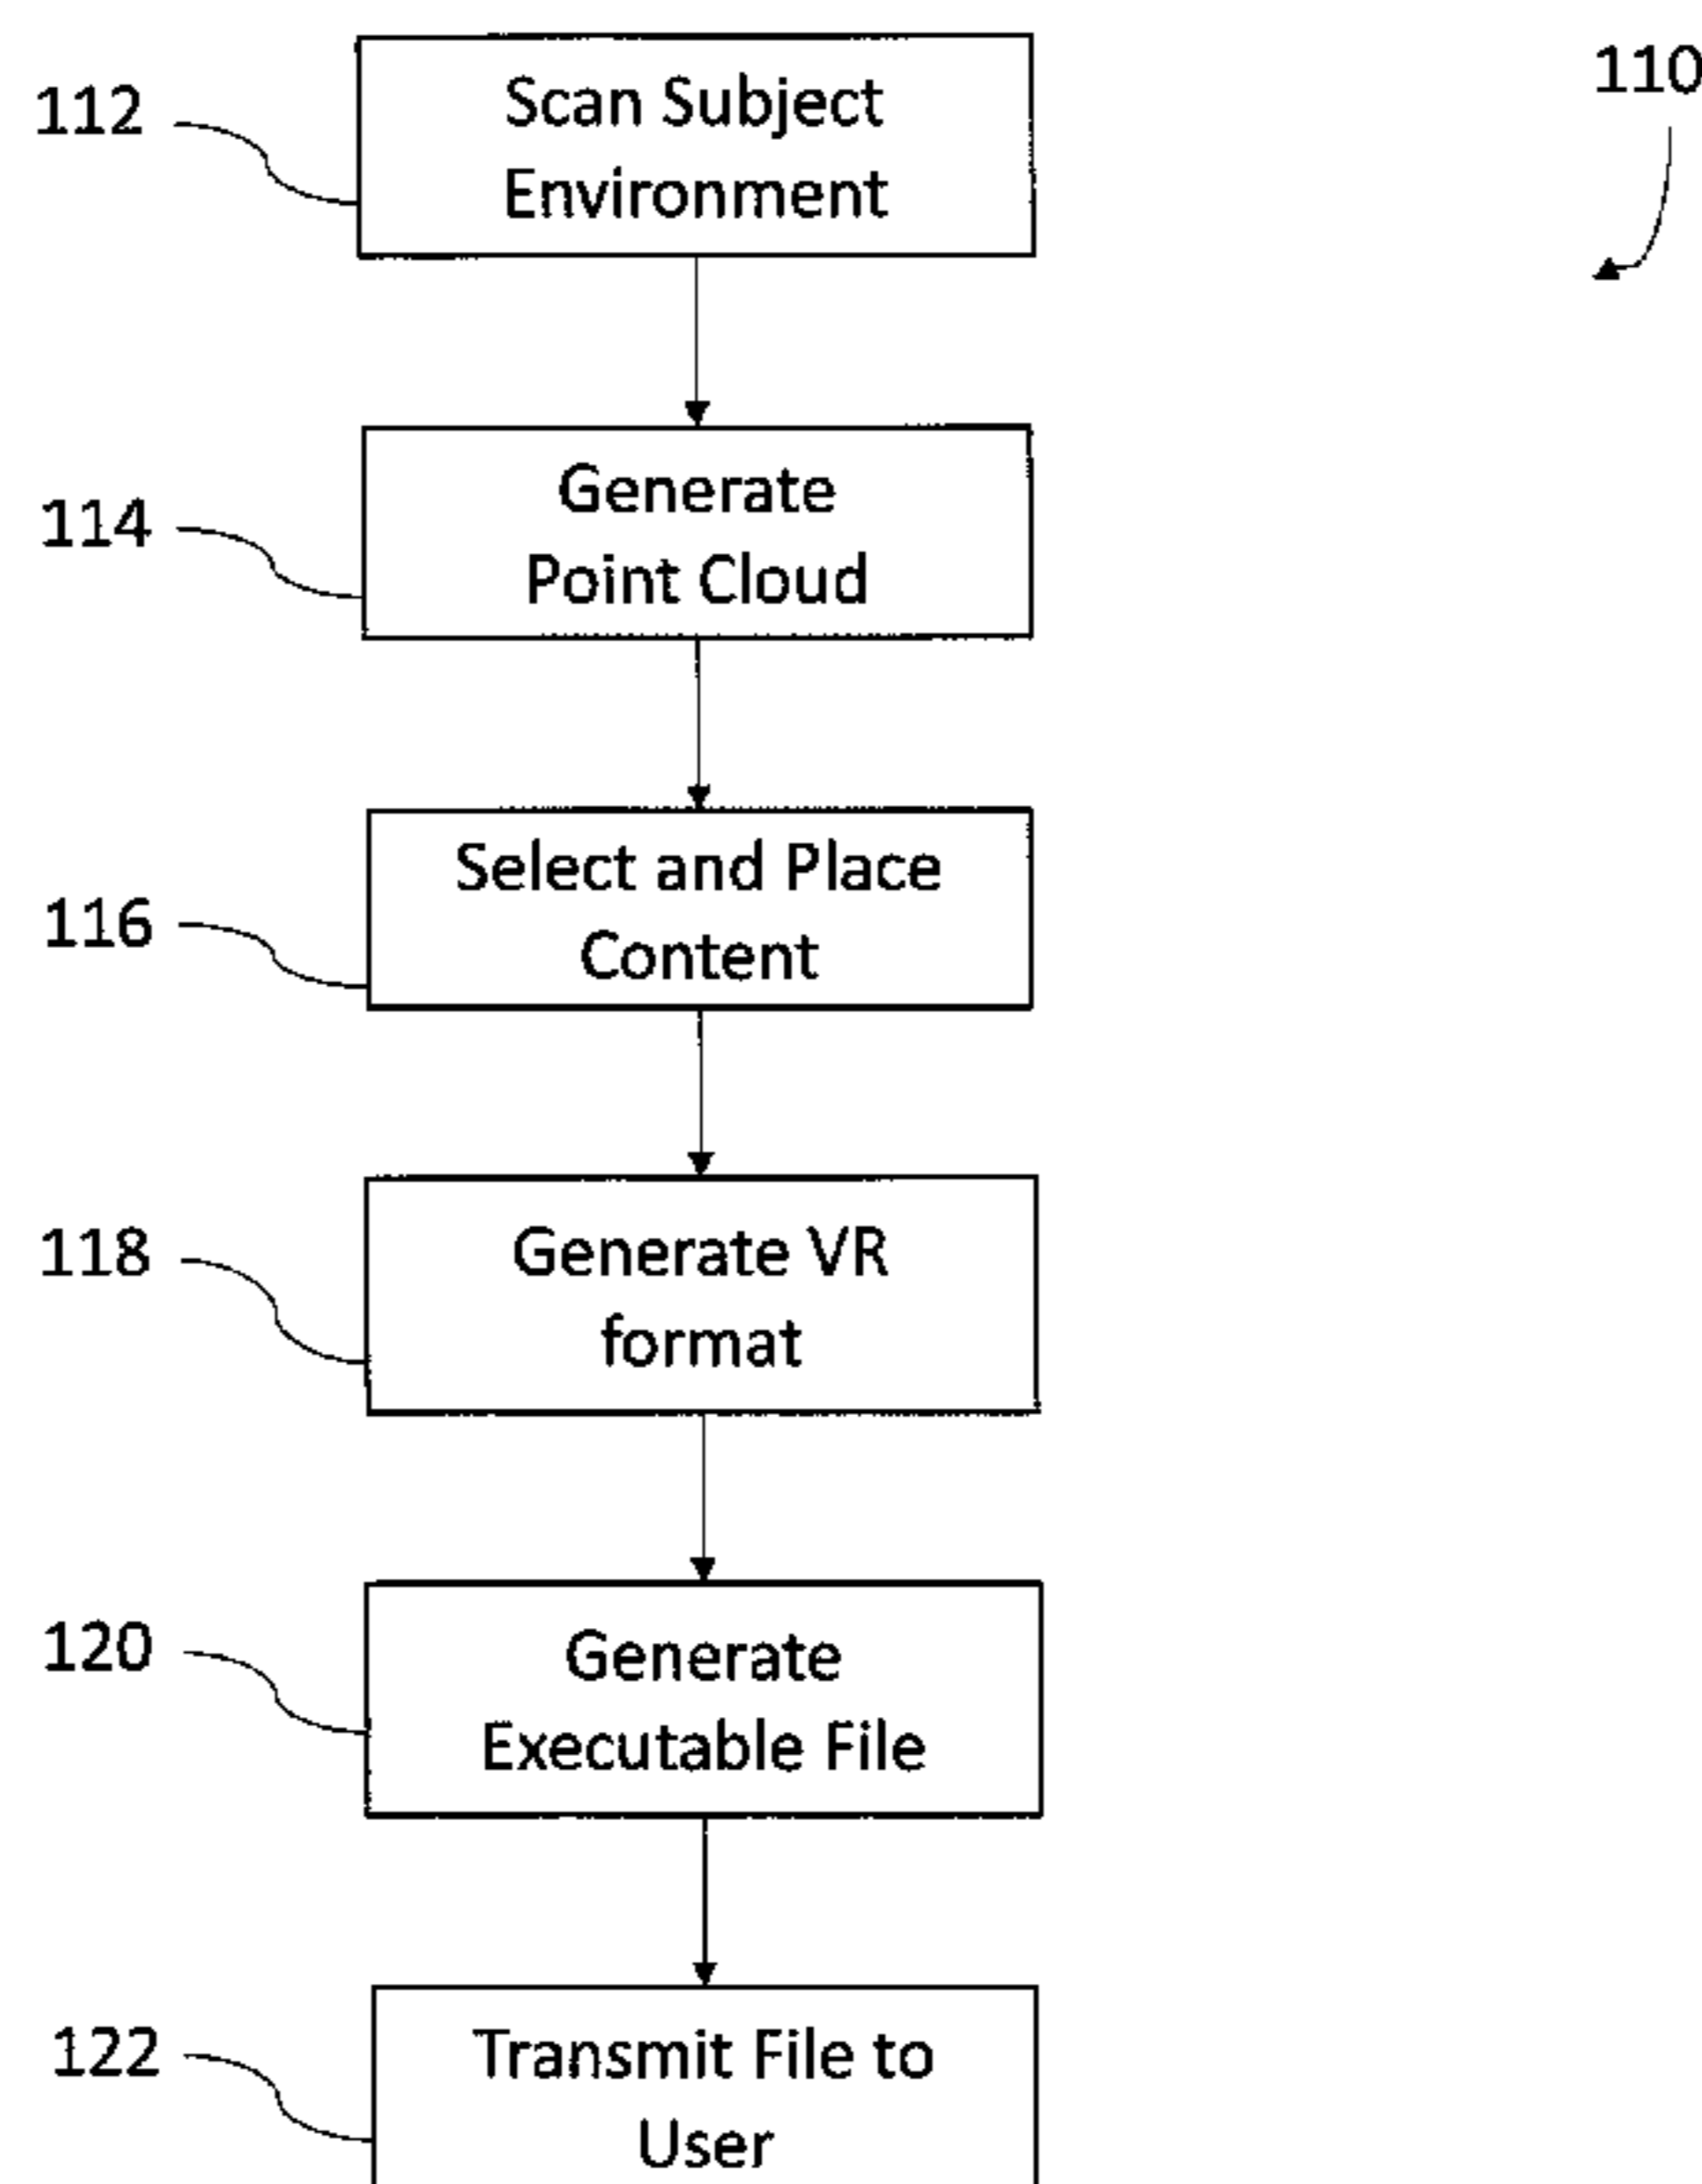 110
112
Scan Subject
Environment
114
Generate
Point Cloud
116
Select and Place
Content
118
Generate VR
format
120
Generate
Executable File
122
Transmit File to
User